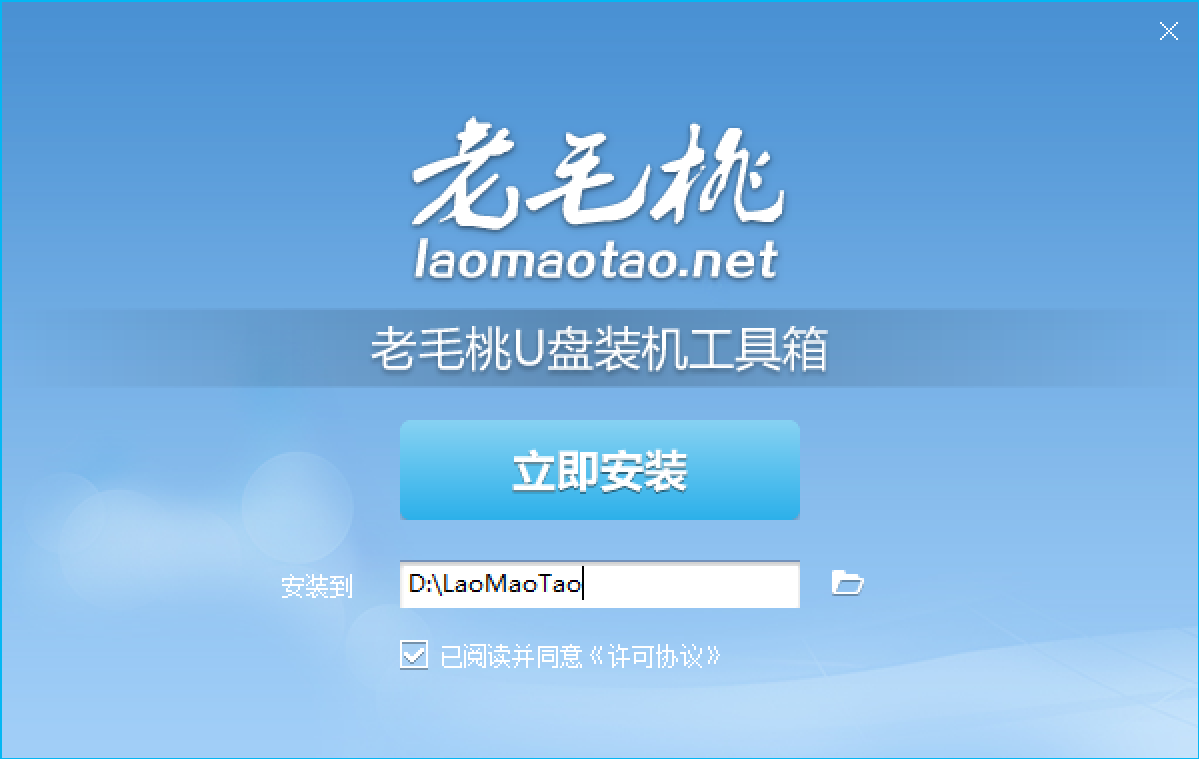 老毛桃
laomaotao.net
老毛桃U盘装机工具箱
立即安装
安装到 D:\LaoMaoTao
已阅读并同意《许可协议》